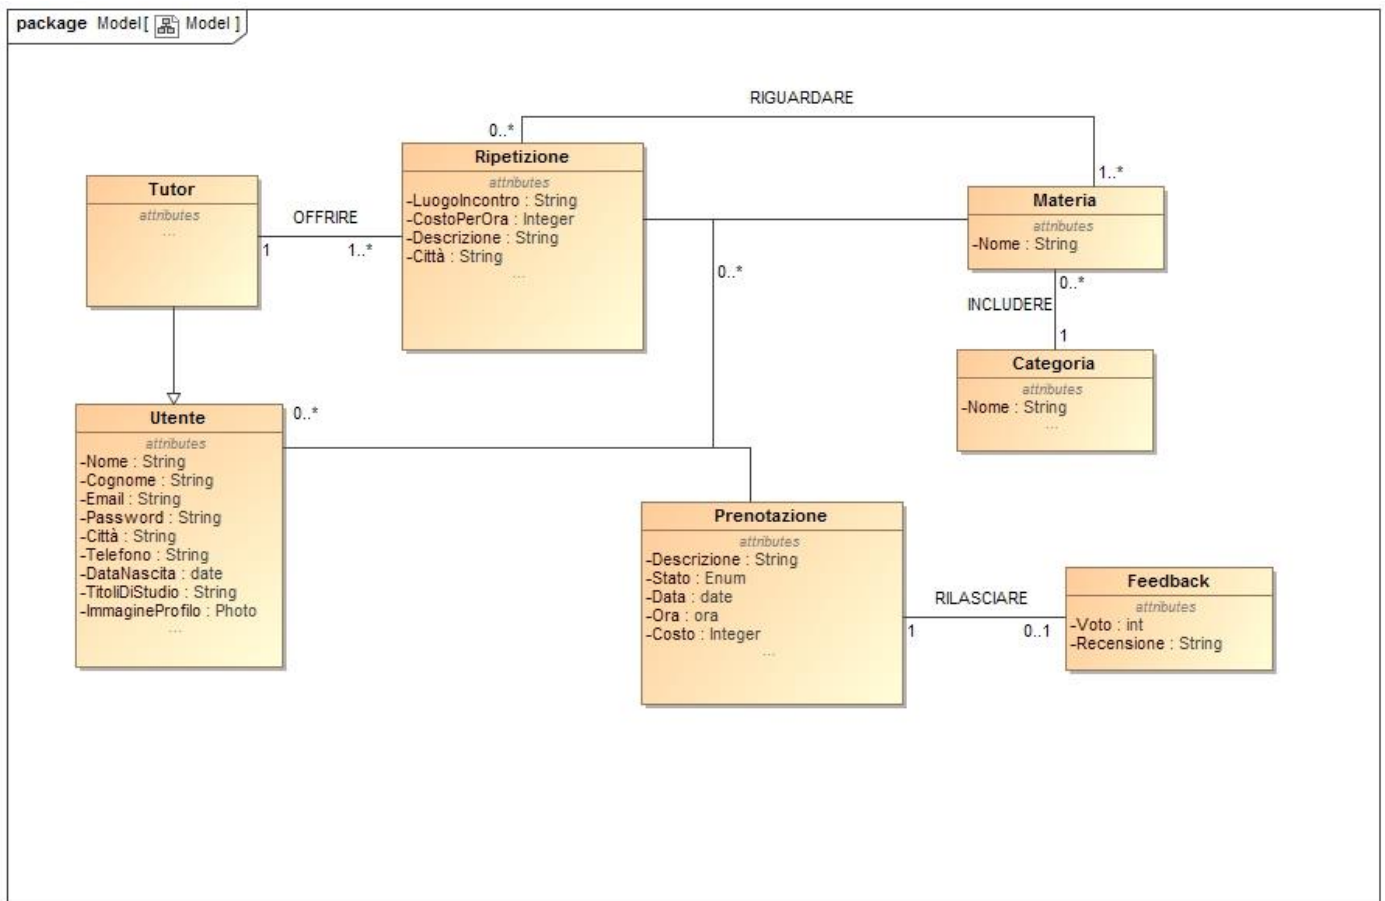 package Model[ Model ]
RIGUARDARE
0..*
1..*
Ripetizione
attributes
-LuogoIncontro : String
-CostoPerOra : Integer
-Descrizione : String
-Città : String
...
Tutor
attributes
...
OFFRIRE
1
1..*
Materia
attributes
-Nome : String
0..*
0..*
INCLUDERE
1
Categoria
attributes
-Nome : String
...
Utente
attributes
-Nome : String
-Cognome : String
-Email : String
-Password : String
-Città : String
-Telefono : String
-DataNascita : date
-TitoliDiStudio : String
-ImmagineProfilo : Photo
...
0..*
Prenotazione
attributes
-Descrizione : String
-Stato : Enum
-Data : date
-Ora : ora
-Costo : Integer
...
RILASCIARE
1
0..1
Feedback
attributes
-Voto : int
-Recensione : String